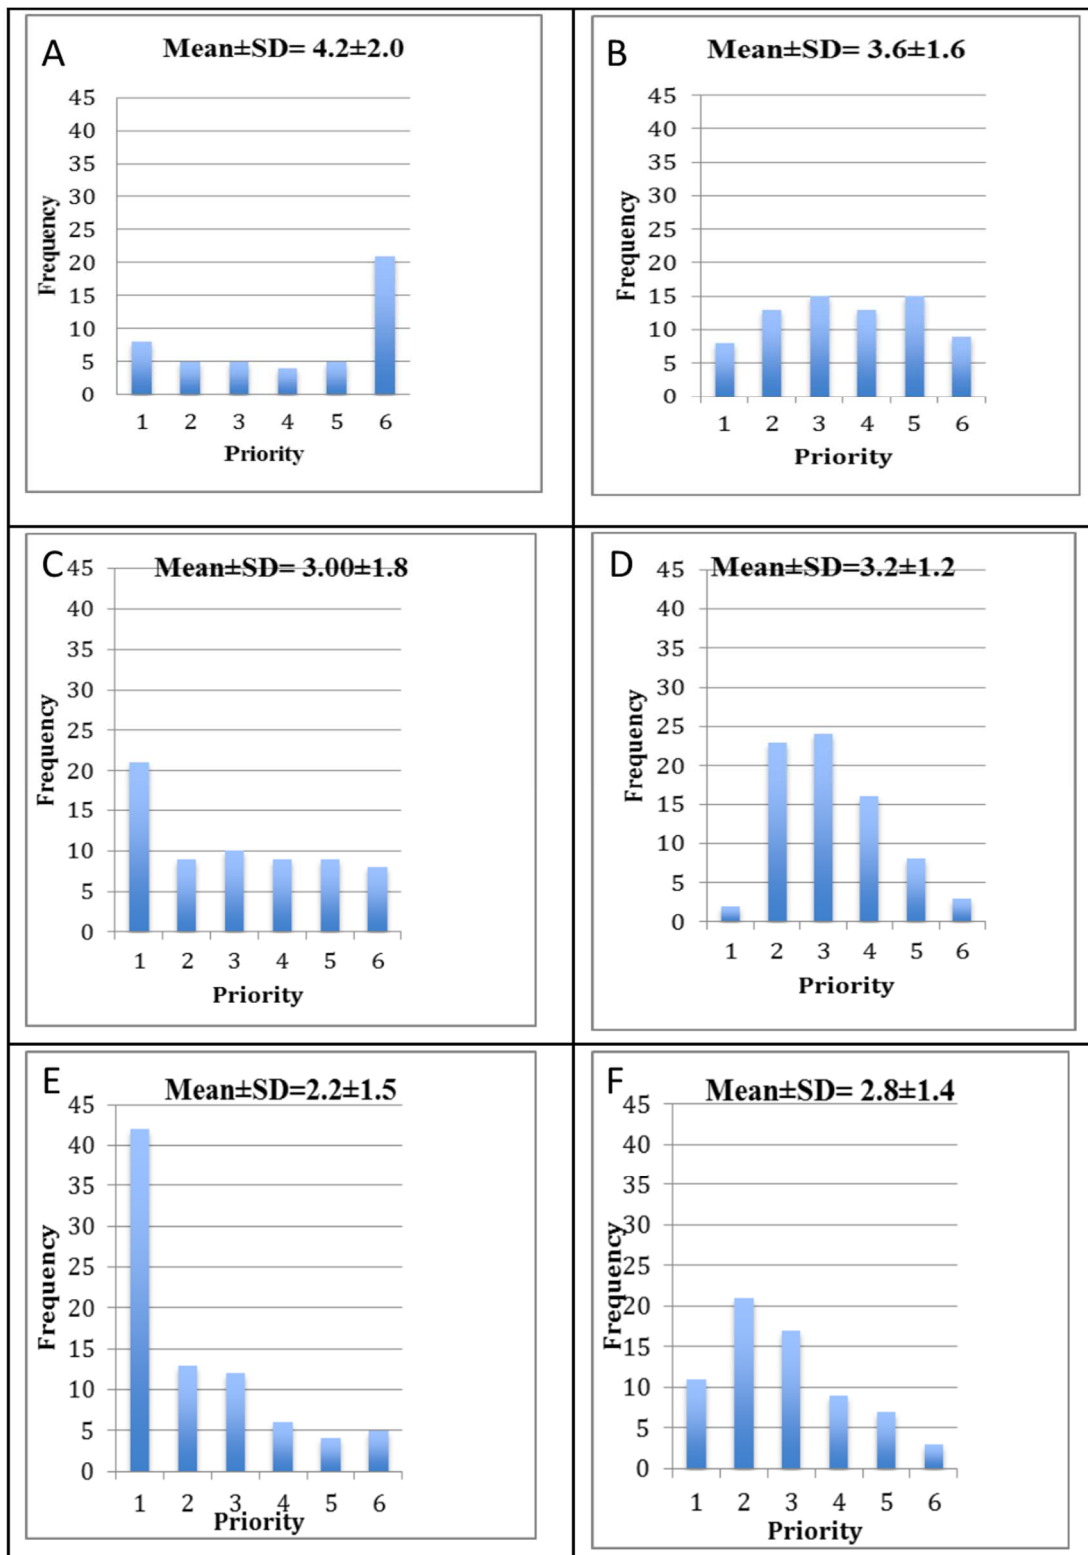 A
Mean±SD= 4.2±2.0
45
40
35
30
25
20
15
10
5
0
Frequency
1 2 3 4 5 6
Priority
B
Mean±SD= 3.6±1.6
45
40
35
30
25
20
15
10
5
0
Frequency
1 2 3 4 5 6
Priority
C
Mean±SD= 3.00±1.8
45
40
35
30
25
20
15
10
5
0
Frequency
1 2 3 4 5 6
Priority
D
Mean±SD=3.2±1.2
45
40
35
30
25
20
15
10
5
0
Frequency
1 2 3 4 5 6
Priority
E
Mean±SD=2.2±1.5
45
40
35
30
25
20
15
10
5
0
Frequency
1 2 3 4 5 6
Priority
F
Mean±SD= 2.8±1.4
45
40
35
30
25
20
15
10
5
0
Frequency
1 2 3 4 5 6
Priority